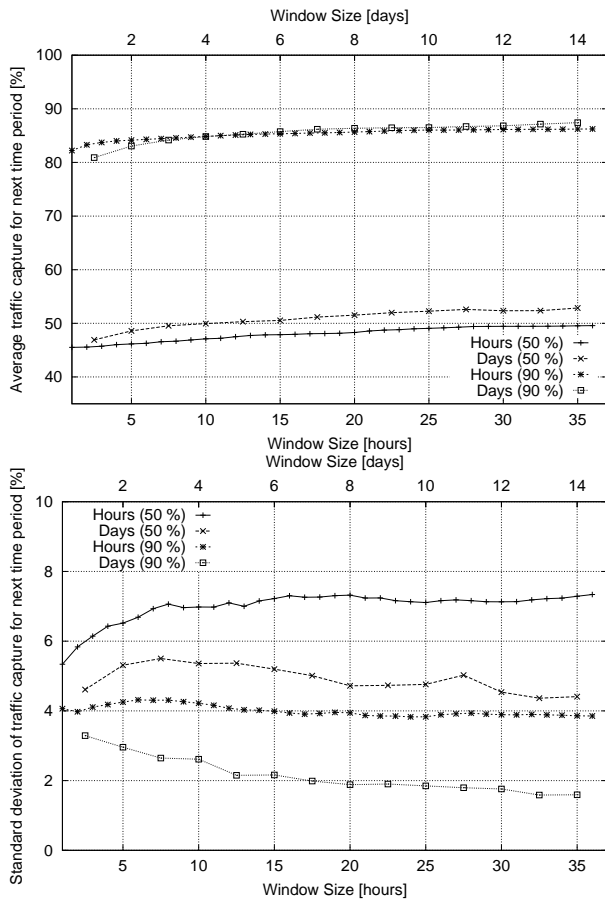 Window Size [days]
2 4 6 8 10 12 14
Average traffic capture for next time period [%]
100
90
80
70
60
50
40
Hours (50 %)
Days (50 %)
Hours (90 %)
Days (90 %)
5 10 15 20 25 30 35
Window Size [hours]
Window Size [days]
2 4 6 8 10 12 14
Standard deviation of traffic capture for next time period [%]
10
Hours (50 %)
Days (50 %)
Hours (90 %)
Days (90 %)
8
6
4
2
0
5 10 15 20 25 30 35
Window Size [hours]